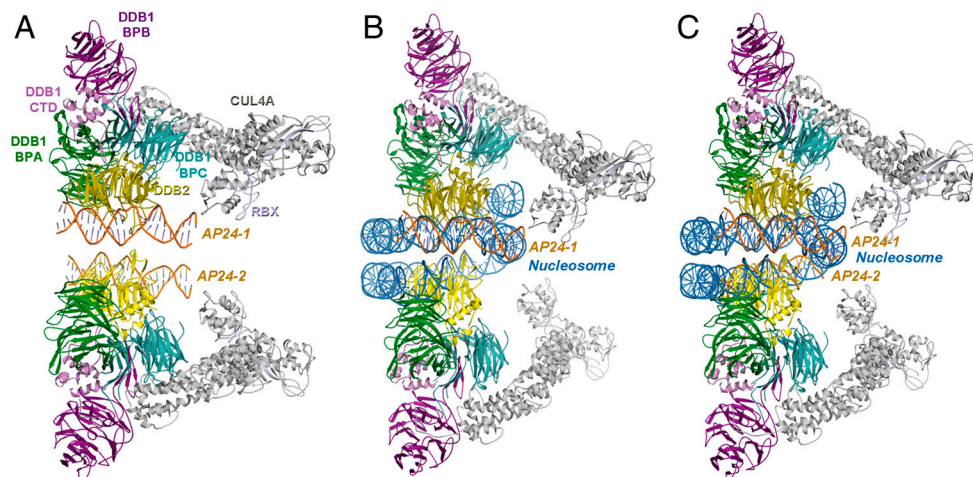 A
B
C
DDB1
BPB
DDB1
CTD
CUL4A
DDB1
BPA
DDB1
BPC
DDB2
RBX
AP24-1
AP24-2
AP24-1
Nucleosome
AP24-1
Nucleosome
AP24-2